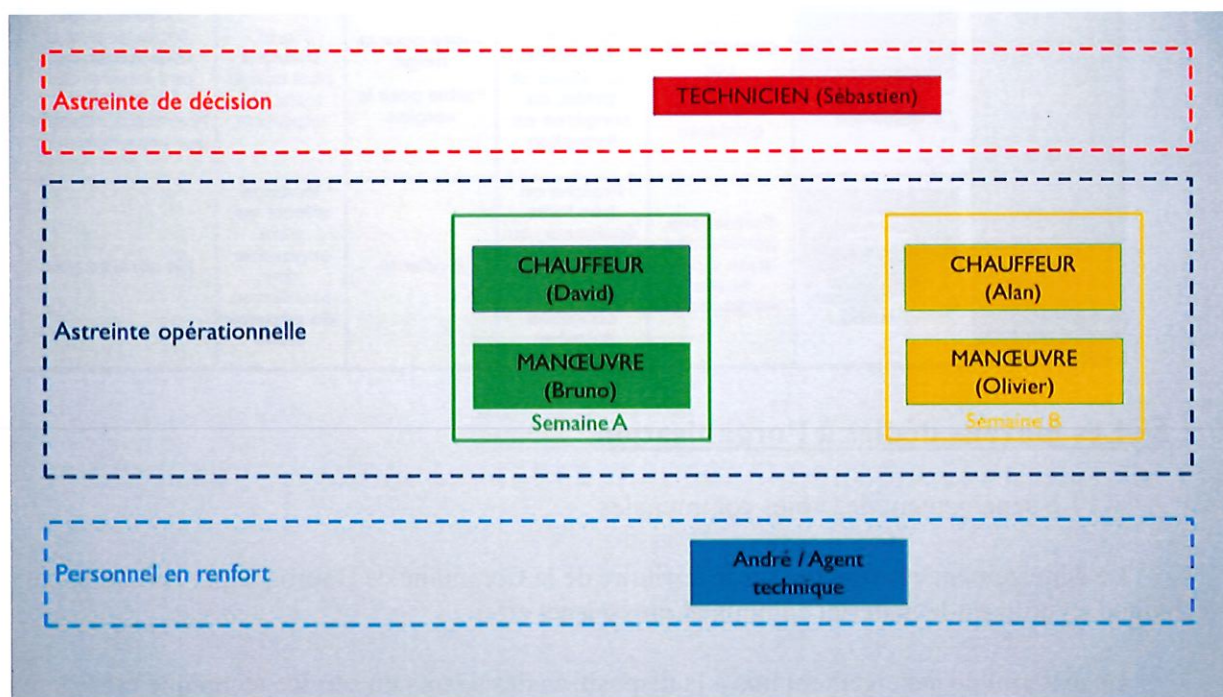 Astreinte de décision
TECHNICIEN (Sébastien)
Astreinte opérationnelle
CHAUFFEUR
(David)
MANŒUVRE
(Bruno)
Semaine A
CHAUFFEUR
(Alan)
MANŒUVRE
(Olivier)
Semaine B
Personnel en renfort
André / Agent
technique